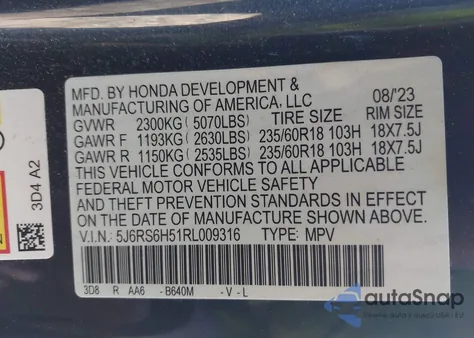 MFD. BY HONDA DEVELOPMENT &
MANUFACTURING OF AMERICA, LLC 08/'23
GVWR 2300KG (5070LBS) TIRE SIZE RIM SIZE
GAWR F 1193KG (2630LBS) 235/60R18 103H 18X7.5J
GAWR R 1150KG (2535LBS) 235/60R18 103H 18X7.5J
THIS VEHICLE CONFORMS TO ALL APPLICABLE
FEDERAL MOTOR VEHICLE SAFETY
AND THEFT PREVENTION STANDARDS IN EFFECT
ON THE DATE OF MANUFACTURE SHOWN ABOVE.
V.I.N: 5J6RS6H51RL009316 TYPE: MPV
3D8 R AA6 -B640M -V-L
3D4 A2
autoSnap